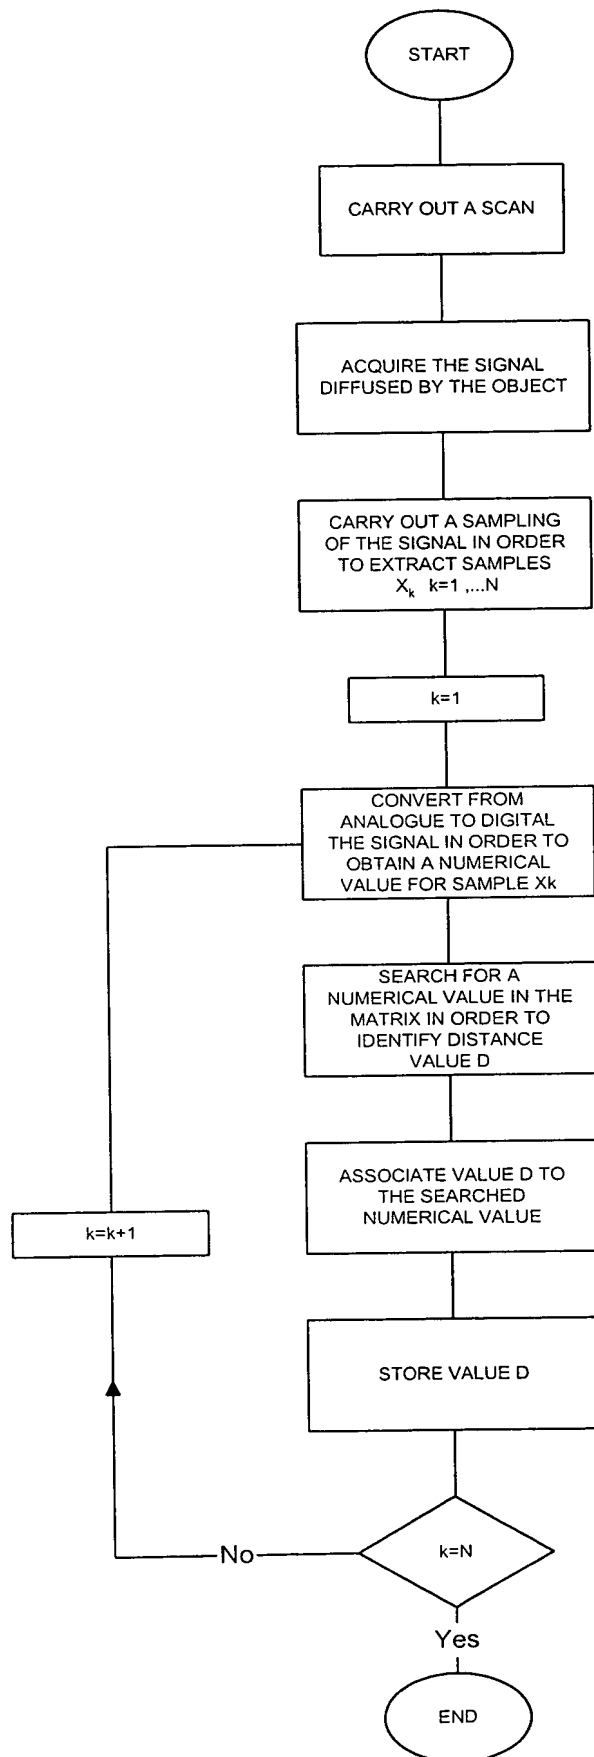 START
CARRY OUT A SCAN
ACQUIRE THE SIGNAL
DIFFUSED BY THE OBJECT
CARRY OUT A SAMPLING
OF THE SIGNAL IN ORDER
TO EXTRACT SAMPLES
Xₖ k=1 ,...N
k=1
CONVERT FROM
ANALOGUE TO DIGITAL
THE SIGNAL IN ORDER TO
OBTAIN A NUMERICAL
VALUE FOR SAMPLE Xk
SEARCH FOR A
NUMERICAL VALUE IN THE
MATRIX IN ORDER TO
IDENTIFY DISTANCE
VALUE D
ASSOCIATE VALUE D TO
THE SEARCHED
NUMERICAL VALUE
k=k+1
STORE VALUE D
k=N
No
Yes
END